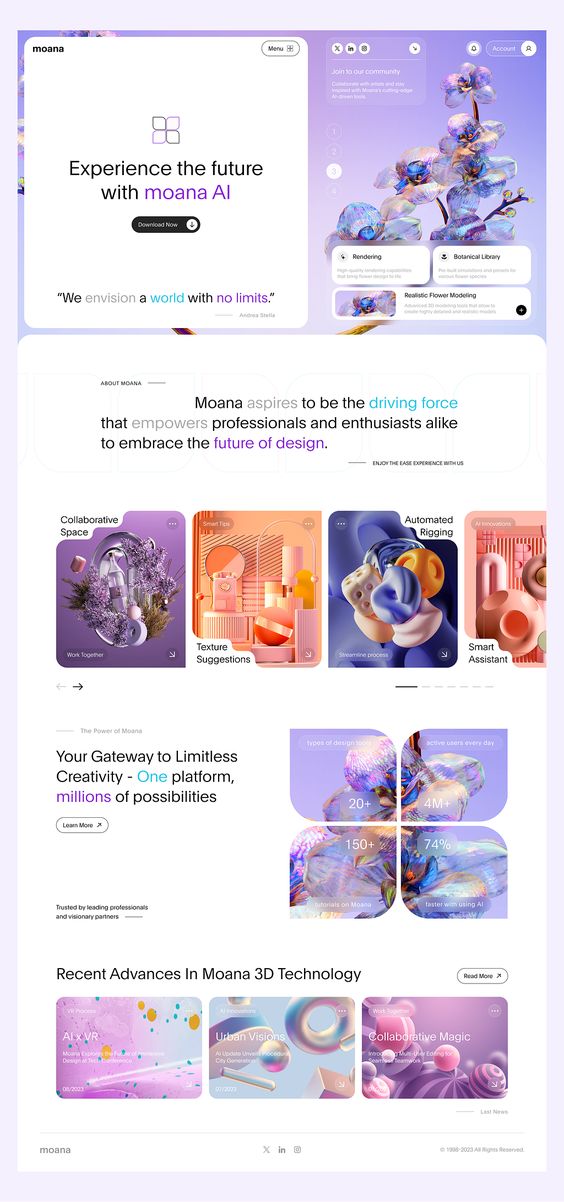 moana
Menu
Join to our community
Collaborate with artists and stay
inspired with Moana's cutting-edge
AI-driven tools.
Account
1
2
3
4
Experience the future
with moana AI
Download Now
"We envision a world with no limits."
Andrea Stella
Rendering
High-quality rendering capabilities
that bring flower design to life
Botanical Library
Pre-built simulations and presets for
various flower species
Realistic Flower Modeling
Advanced 3D modeling tools that allow to
create highly detailed and realistic models
ABOUT MOANA
Moana aspires to be the driving force
that empowers professionals and enthusiasts alike
to embrace the future of design.
ENJOY THE EASE EXPERIENCE WITH US
Collaborative
Space
Work Together
Smart Tips
Texture
Suggestions
Automated
Rigging
Streamline process
AI Innovations
Smart
Assistant
The Power of Moana
Your Gateway to Limitless
Creativity - One platform,
millions of possibilities
Learn More
Trusted by leading professionals
and visionary partners
types of design tools
20+
active users every day
4M+
150+
tutorials on Moana
74%
faster with using AI
Recent Advances In Moana 3D Technology
Read More
VR Process
AI x VR
Moana Explores the Future of Immersive
Design at Tech Conference
08/2023
AI Innovations
Urban Visions
AI Update Unveils Procedural
City Generation
07/2023
Work Together
Collaborative Magic
Introducing Multi-User Editing for
Seamless Teamwork
Last News
moana
© 1998-2023 All Rights Reserved.